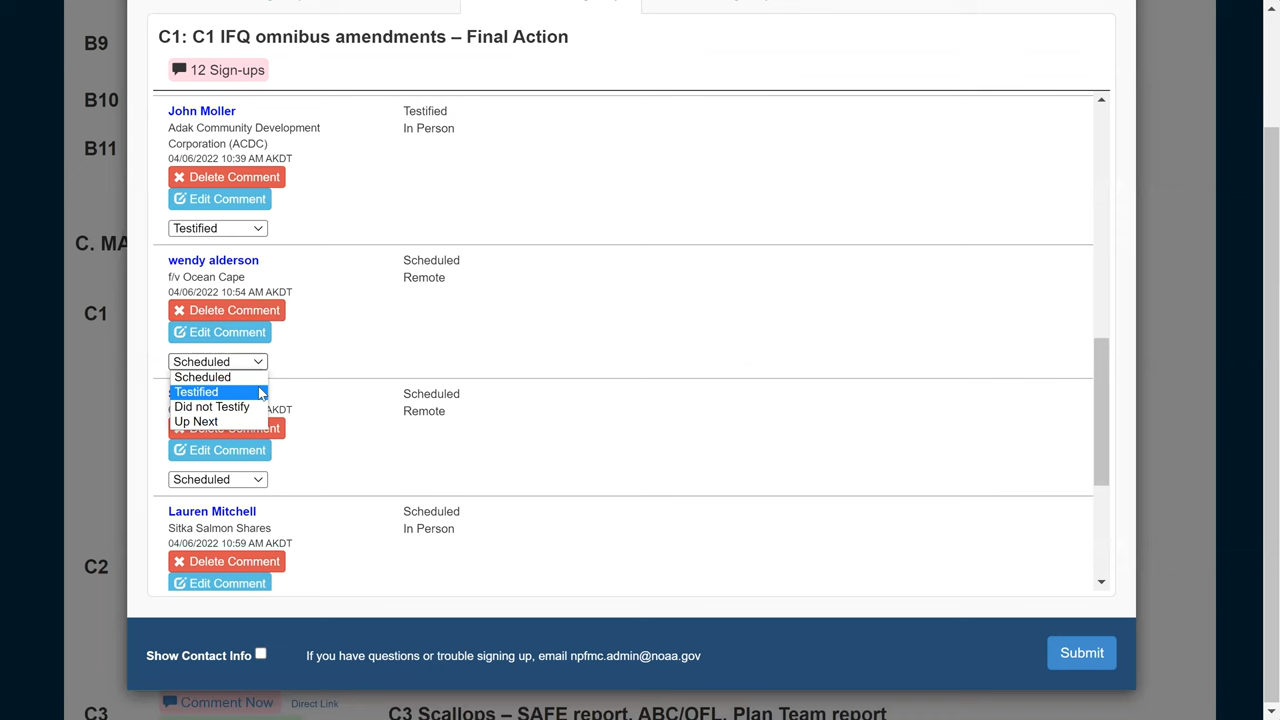 B9
B10
B11
C. MA
C1
C2
C3
C1: C1 IFQ omnibus amendments – Final Action
12 Sign-ups
John Moller
Adak Community Development
Corporation (ACDC)
04/06/2022 10:39 AM AKDT
Delete Comment
Edit Comment
Testified
Testified
In Person
wendy alderson
f/v Ocean Cape
04/06/2022 10:54 AM AKDT
Delete Comment
Edit Comment
Scheduled
Scheduled
Remote
Scheduled
Testified
Did not Testify
Up Next
AKDT
Delete Comment
Edit Comment
Scheduled
Scheduled
Remote
Lauren Mitchell
Sitka Salmon Shares
04/06/2022 10:59 AM AKDT
Delete Comment
Edit Comment
Scheduled
In Person
Show Contact Info
If you have questions or trouble signing up, email npfmc.admin@noaa.gov
Submit
Comment Now
Direct Link
C3 Scallops – SAFE report, ABC/OFL, Plan Team report